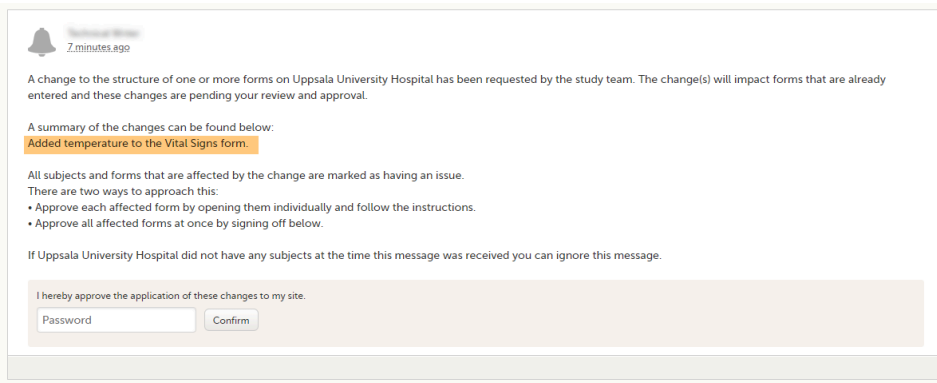 7 minutes ago
A change to the structure of one or more forms on Uppsala University Hospital has been requested by the study team. The change(s) will impact forms that are already
entered and these changes are pending your review and approval.
A summary of the changes can be found below:
Added temperature to the Vital Signs form.
All subjects and forms that are affected by the change are marked as having an issue.
There are two ways to approach this:
• Approve each affected form by opening them individually and follow the instructions.
• Approve all affected forms at once by signing off below.
If Uppsala University Hospital did not have any subjects at the time this message was received you can ignore this message.
I hereby approve the application of these changes to my site.
Password
Confirm